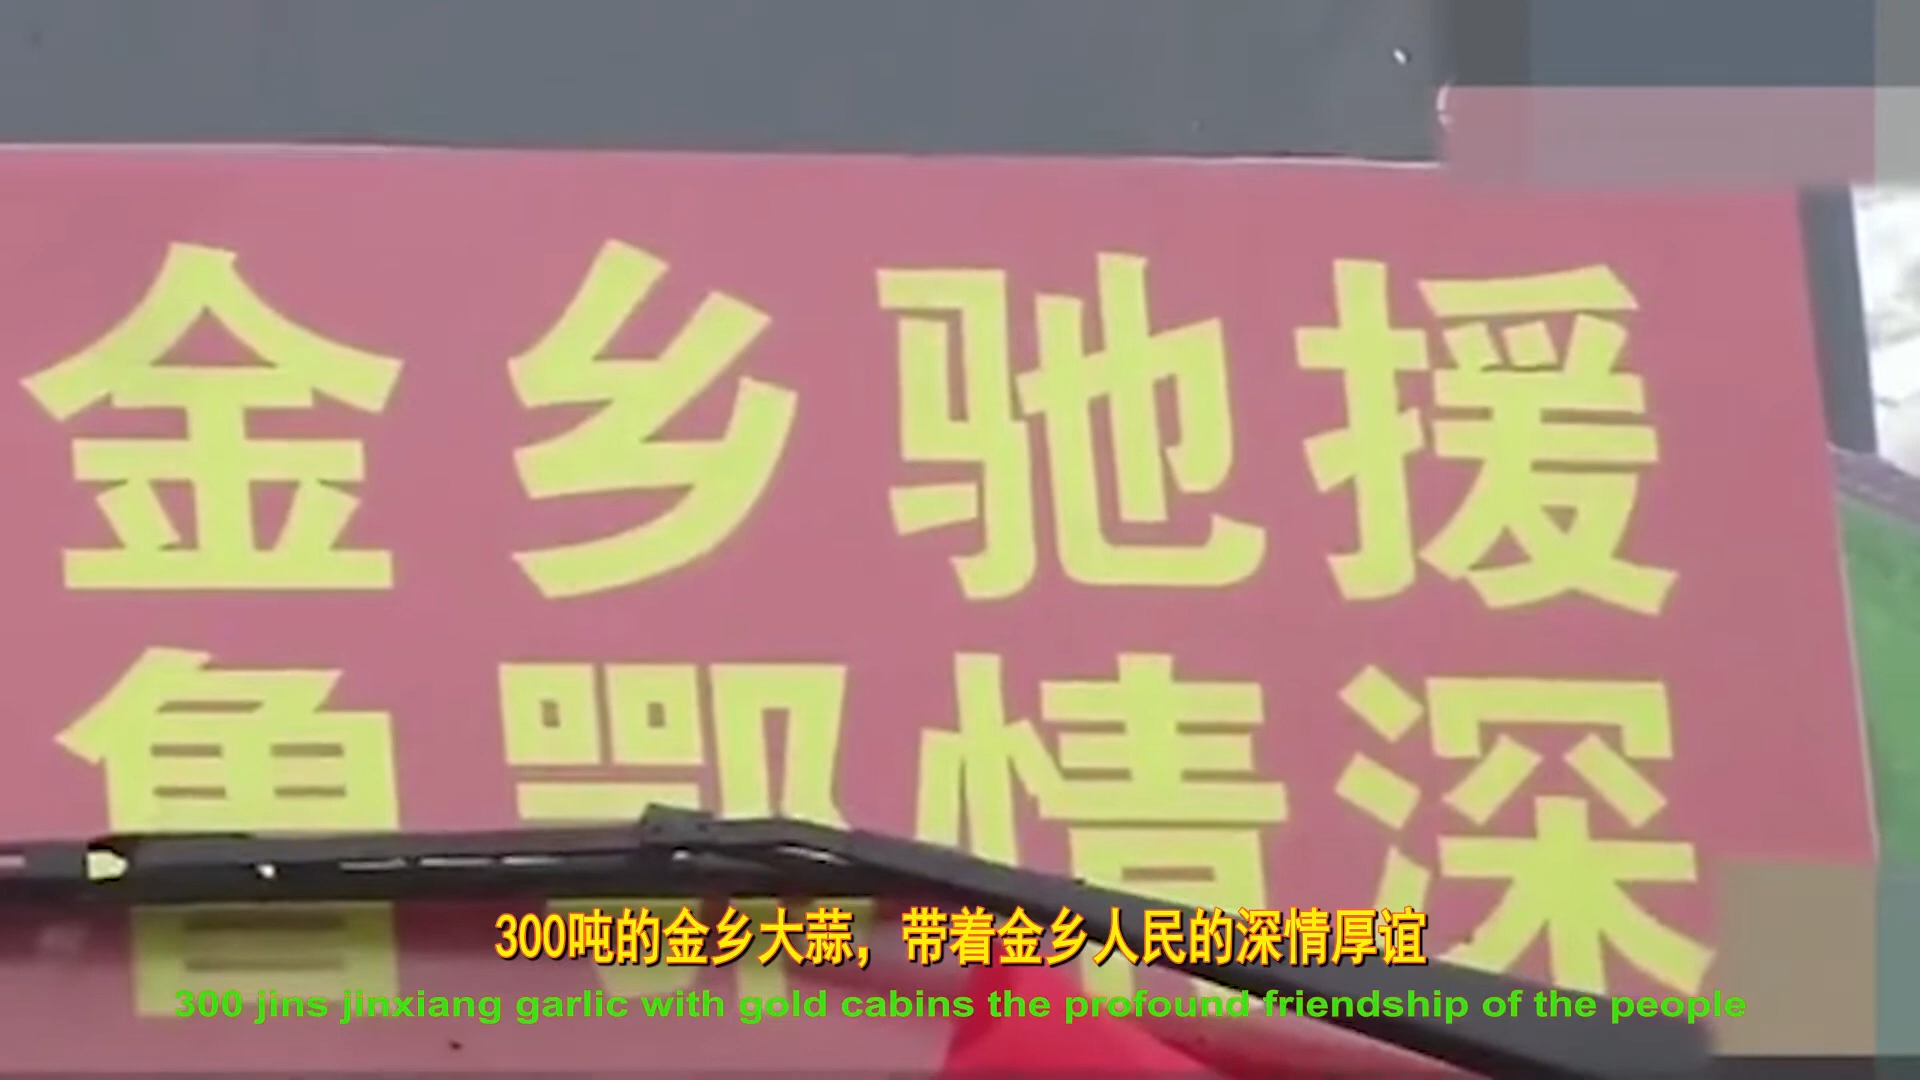 金乡驰援
鲁鄂情深
300吨的金乡大蒜，带着金乡人民的深情厚谊
300 jins jinxiang garlic with gold cabins the profound friendship of the people